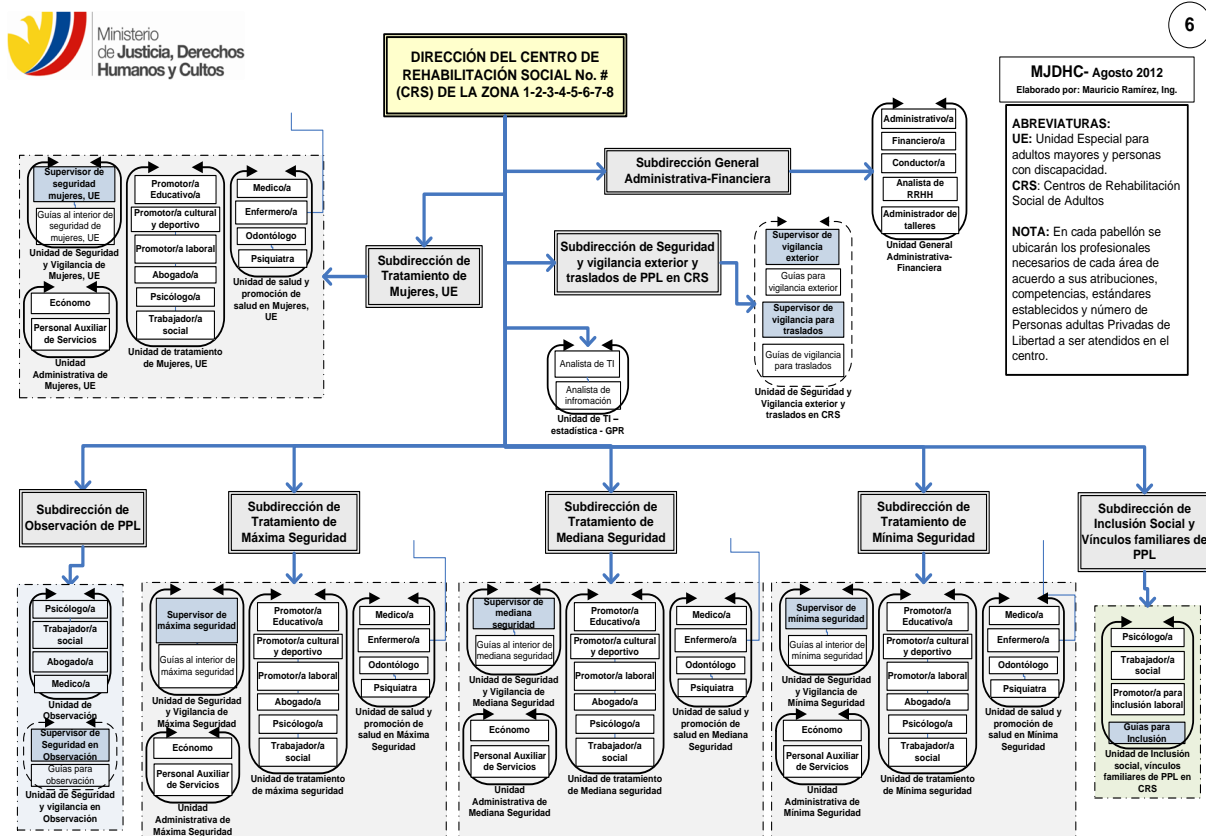 Ministerio
de Justicia, Derechos
Humanos y Cultos
6
DIRECCIÓN DEL CENTRO DE
REHABILITACIÓN SOCIAL No. #
(CRS) DE LA ZONA 1-2-3-4-5-6-7-8
MJDHC- Agosto 2012
Elaborado por: Mauricio Ramírez, Ing.
ABREVIATURAS:
UE: Unidad Especial para
adultos mayores y personas
con discapacidad.
CRS: Centros de Rehabilitación
Social de Adultos
NOTA: En cada pabellón se
ubicarán los profesionales
necesarios de cada área de
acuerdo a sus atribuciones,
competencias, estándares
establecidos y número de
Personas adultas Privadas de
Libertad a ser atendidos en el
centro.
Subdirección General
Administrativa-Financiera
Administrativo/a
Financiero/a
Conductor/a
Analista de
RRHH
Administrador de
talleres
Unidad General
Administrativa-
Financiera
Subdirección de
Tratamiento de
Mujeres, UE
Supervisor de
seguridad
mujeres, UE
Guías al interior de
seguridad de
mujeres, UE
Unidad de Seguridad
y Vigilancia de
Mujeres, UE
Ecónomo
Personal Auxiliar
de Servicios
Unidad
Administrativa de
Mujeres, UE
Promotor/a
Educativo/a
Promotor/a cultural
y deportivo
Promotor/a laboral
Abogado/a
Psicólogo/a
Trabajador/a
social
Unidad de tratamiento
de Mujeres, UE
Medico/a
Enfermero/a
Odontólogo
Psiquiatra
Unidad de salud y
promoción de
salud en Mujeres,
UE
Subdirección de Seguridad
y vigilancia exterior y
traslados de PPL en CRS
Supervisor de
vigilancia
exterior
Guías para
vigilancia exterior
Supervisor de
vigilancia para
traslados
Guías de vigilancia
para traslados
Unidad de Seguridad y
Vigilancia exterior y
traslados en CRS
Analista de TI
Analista de
infromación
Unidad de TI –
estadística - GPR
Subdirección de
Observación de PPL
Psicólogo/a
Trabajador/a
social
Abogado/a
Medico/a
Unidad de
Observación
Supervisor de
Seguridad en
Observación
Guías para
observación
Unidad de Seguridad
y vigilancia en
Observación
Subdirección de
Tratamiento de
Máxima Seguridad
Supervisor de
máxima seguridad
Guías al interior de
máxima seguridad
Unidad de Seguridad
y Vigilancia de
Máxima Seguridad
Ecónomo
Personal Auxiliar
de Servicios
Unidad
Administrativa de
Máxima Seguridad
Promotor/a
Educativo/a
Promotor/a cultural
y deportivo
Promotor/a laboral
Abogado/a
Psicólogo/a
Trabajador/a
social
Unidad de tratamiento
de máxima seguridad
Medico/a
Enfermero/a
Odontólogo
Psiquiatra
Unidad de salud y
promoción de
salud en Máxima
Seguridad
Subdirección de
Tratamiento de
Mediana Seguridad
Supervisor de
mediana
seguridad
Guías al interior de
mediana seguridad
Unidad de Seguridad
y Vigilancia de
Mediana Seguridad
Ecónomo
Personal Auxiliar
de Servicios
Unidad
Administrativa de
Mediana Seguridad
Promotor/a
Educativo/a
Promotor/a cultural
y deportivo
Promotor/a laboral
Abogado/a
Psicólogo/a
Trabajador/a
social
Unidad de tratamiento
de Mediana seguridad
Medico/a
Enfermero/a
Odontólogo
Psiquiatra
Unidad de salud y
promoción de
salud en Mediana
Seguridad
Subdirección de
Tratamiento de
Mínima Seguridad
Supervisor de
mínima seguridad
Guías al interior de
mínima seguridad
Unidad de Seguridad
y Vigilancia de
Mínima Seguridad
Ecónomo
Personal Auxiliar
de Servicios
Unidad
Administrativa de
Mínima Seguridad
Promotor/a
Educativo/a
Promotor/a cultural
y deportivo
Promotor/a laboral
Abogado/a
Psicólogo/a
Trabajador/a
social
Unidad de tratamiento
de Mínima seguridad
Medico/a
Enfermero/a
Odontólogo
Psiquiatra
Unidad de salud y
promoción de
salud en Mínima
Seguridad
Subdirección de
Inclusión Social y
Vínculos familiares de
PPL
Psicólogo/a
Trabajador/a
social
Promotor/a para
inclusión laboral
Guías para
Inclusión
Unidad de Inclusión
social, vínculos
familiares de PPL en
CRS